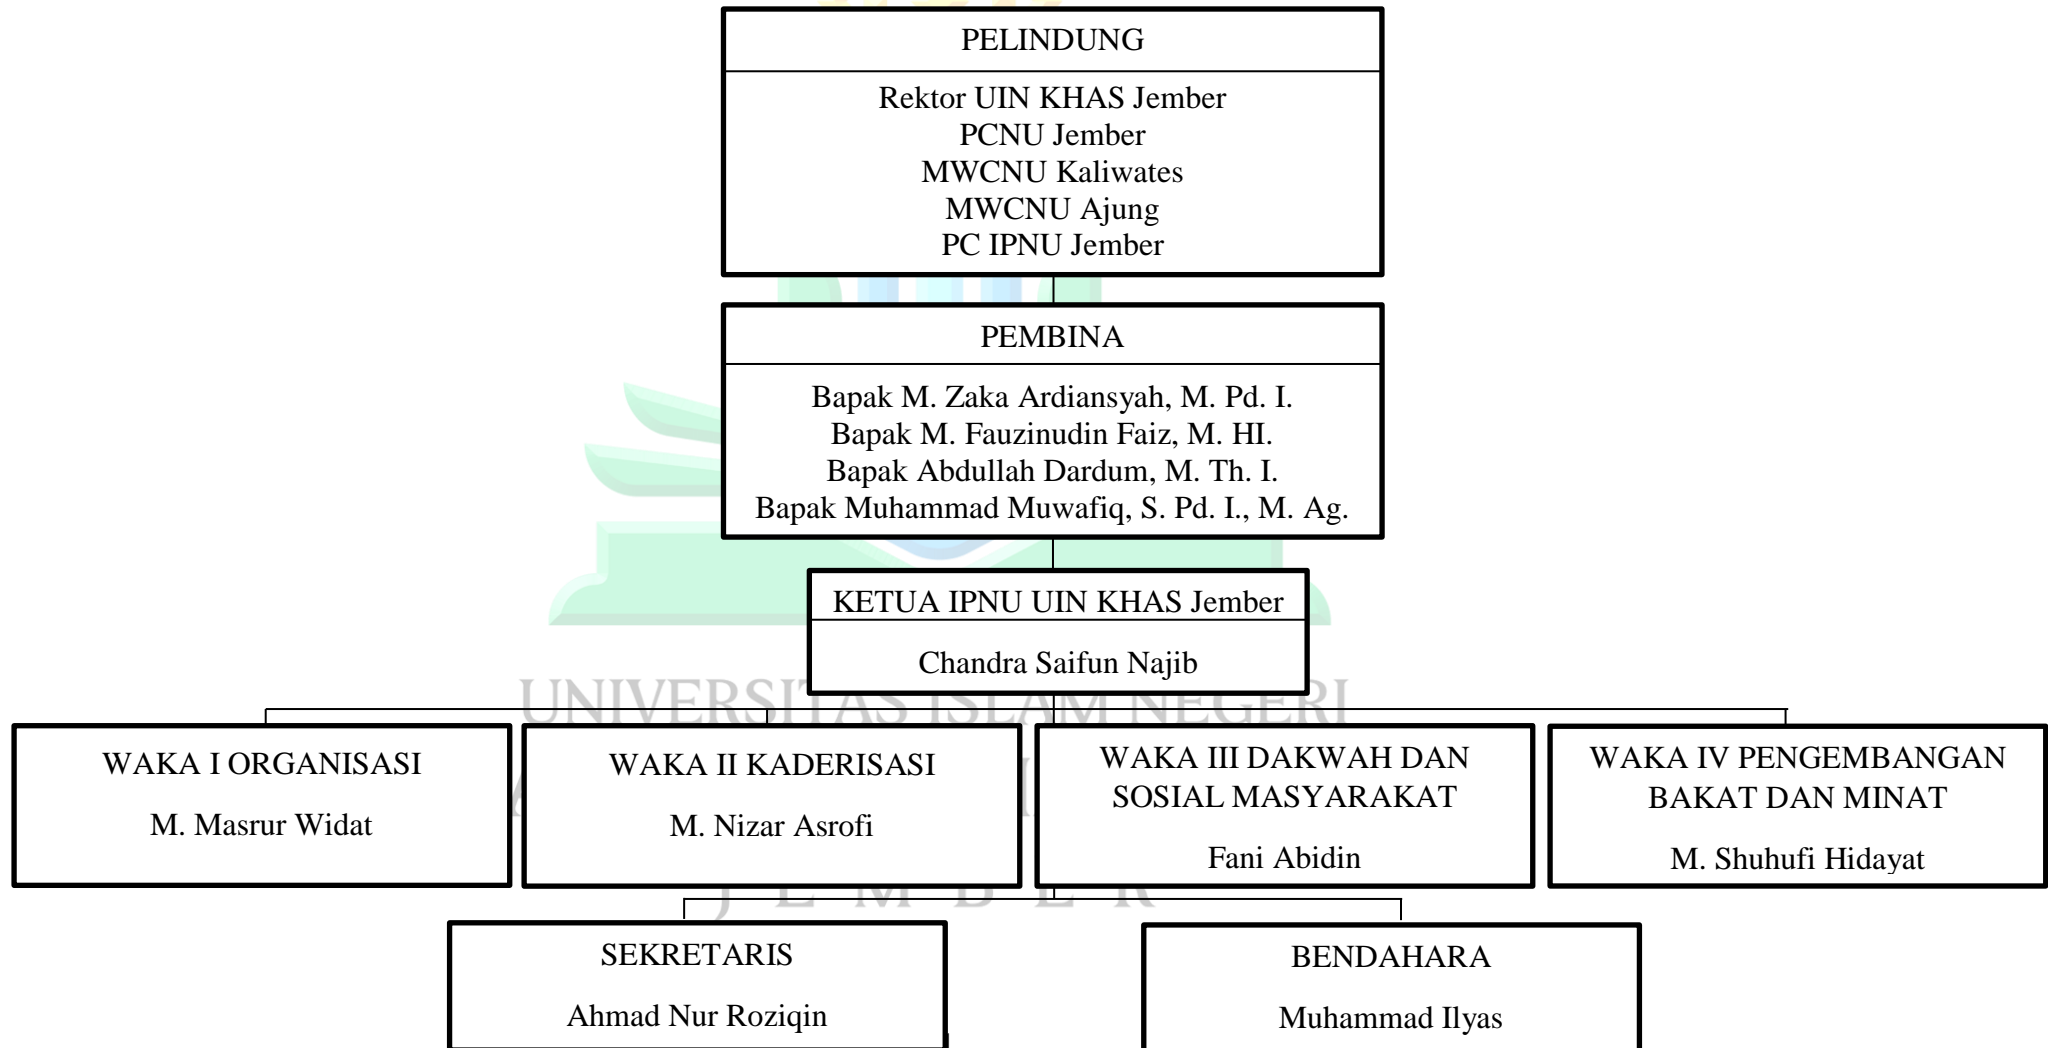 PELINDUNG
Rektor UIN KHAS Jember
PCNU Jember
MWCNU Kaliwates
MWCNU Ajung
PC IPNU Jember
PEMBINA
Bapak M. Zaka Ardiansyah, M. Pd. I.
Bapak M. Fauzinudin Faiz, M. HI.
Bapak Abdullah Dardum, M. Th. I.
Bapak Muhammad Muwafiq, S. Pd. I., M. Ag.
KETUA IPNU UIN KHAS Jember
Chandra Saifun Najib
UNIVERSITAS ISLAM NEGERI
WAKA I ORGANISASI
M. Masrur Widat
WAKA II KADERISASI
M. Nizar Asrofi
WAKA III DAKWAH DAN
SOSIAL MASYARAKAT
Fani Abidin
WAKA IV PENGEMBANGAN
BAKAT DAN MINAT
M. Shuhufi Hidayat
J E M B E R
SEKRETARIS
Ahmad Nur Roziqin
BENDAHARA
Muhammad Ilyas